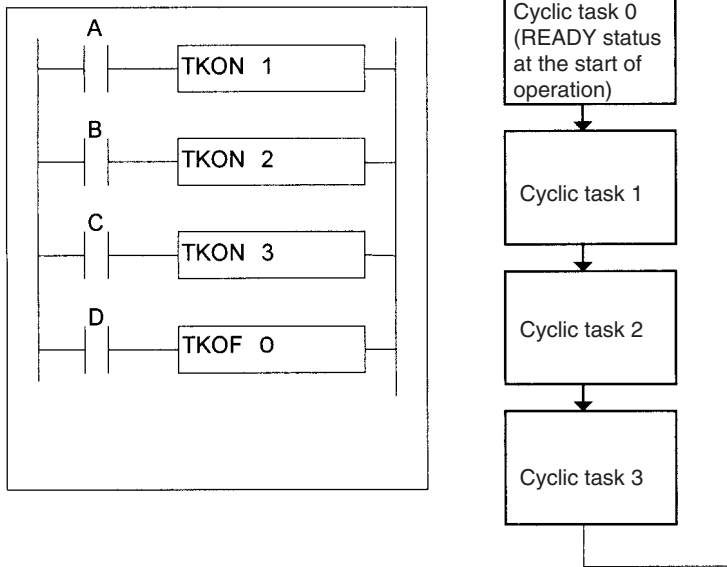 A
TKON 1
B
TKON 2
C
TKON 3
D
TKOF 0
Cyclic task 0
(READY status
at the start of
operation)
Cyclic task 1
Cyclic task 2
Cyclic task 3